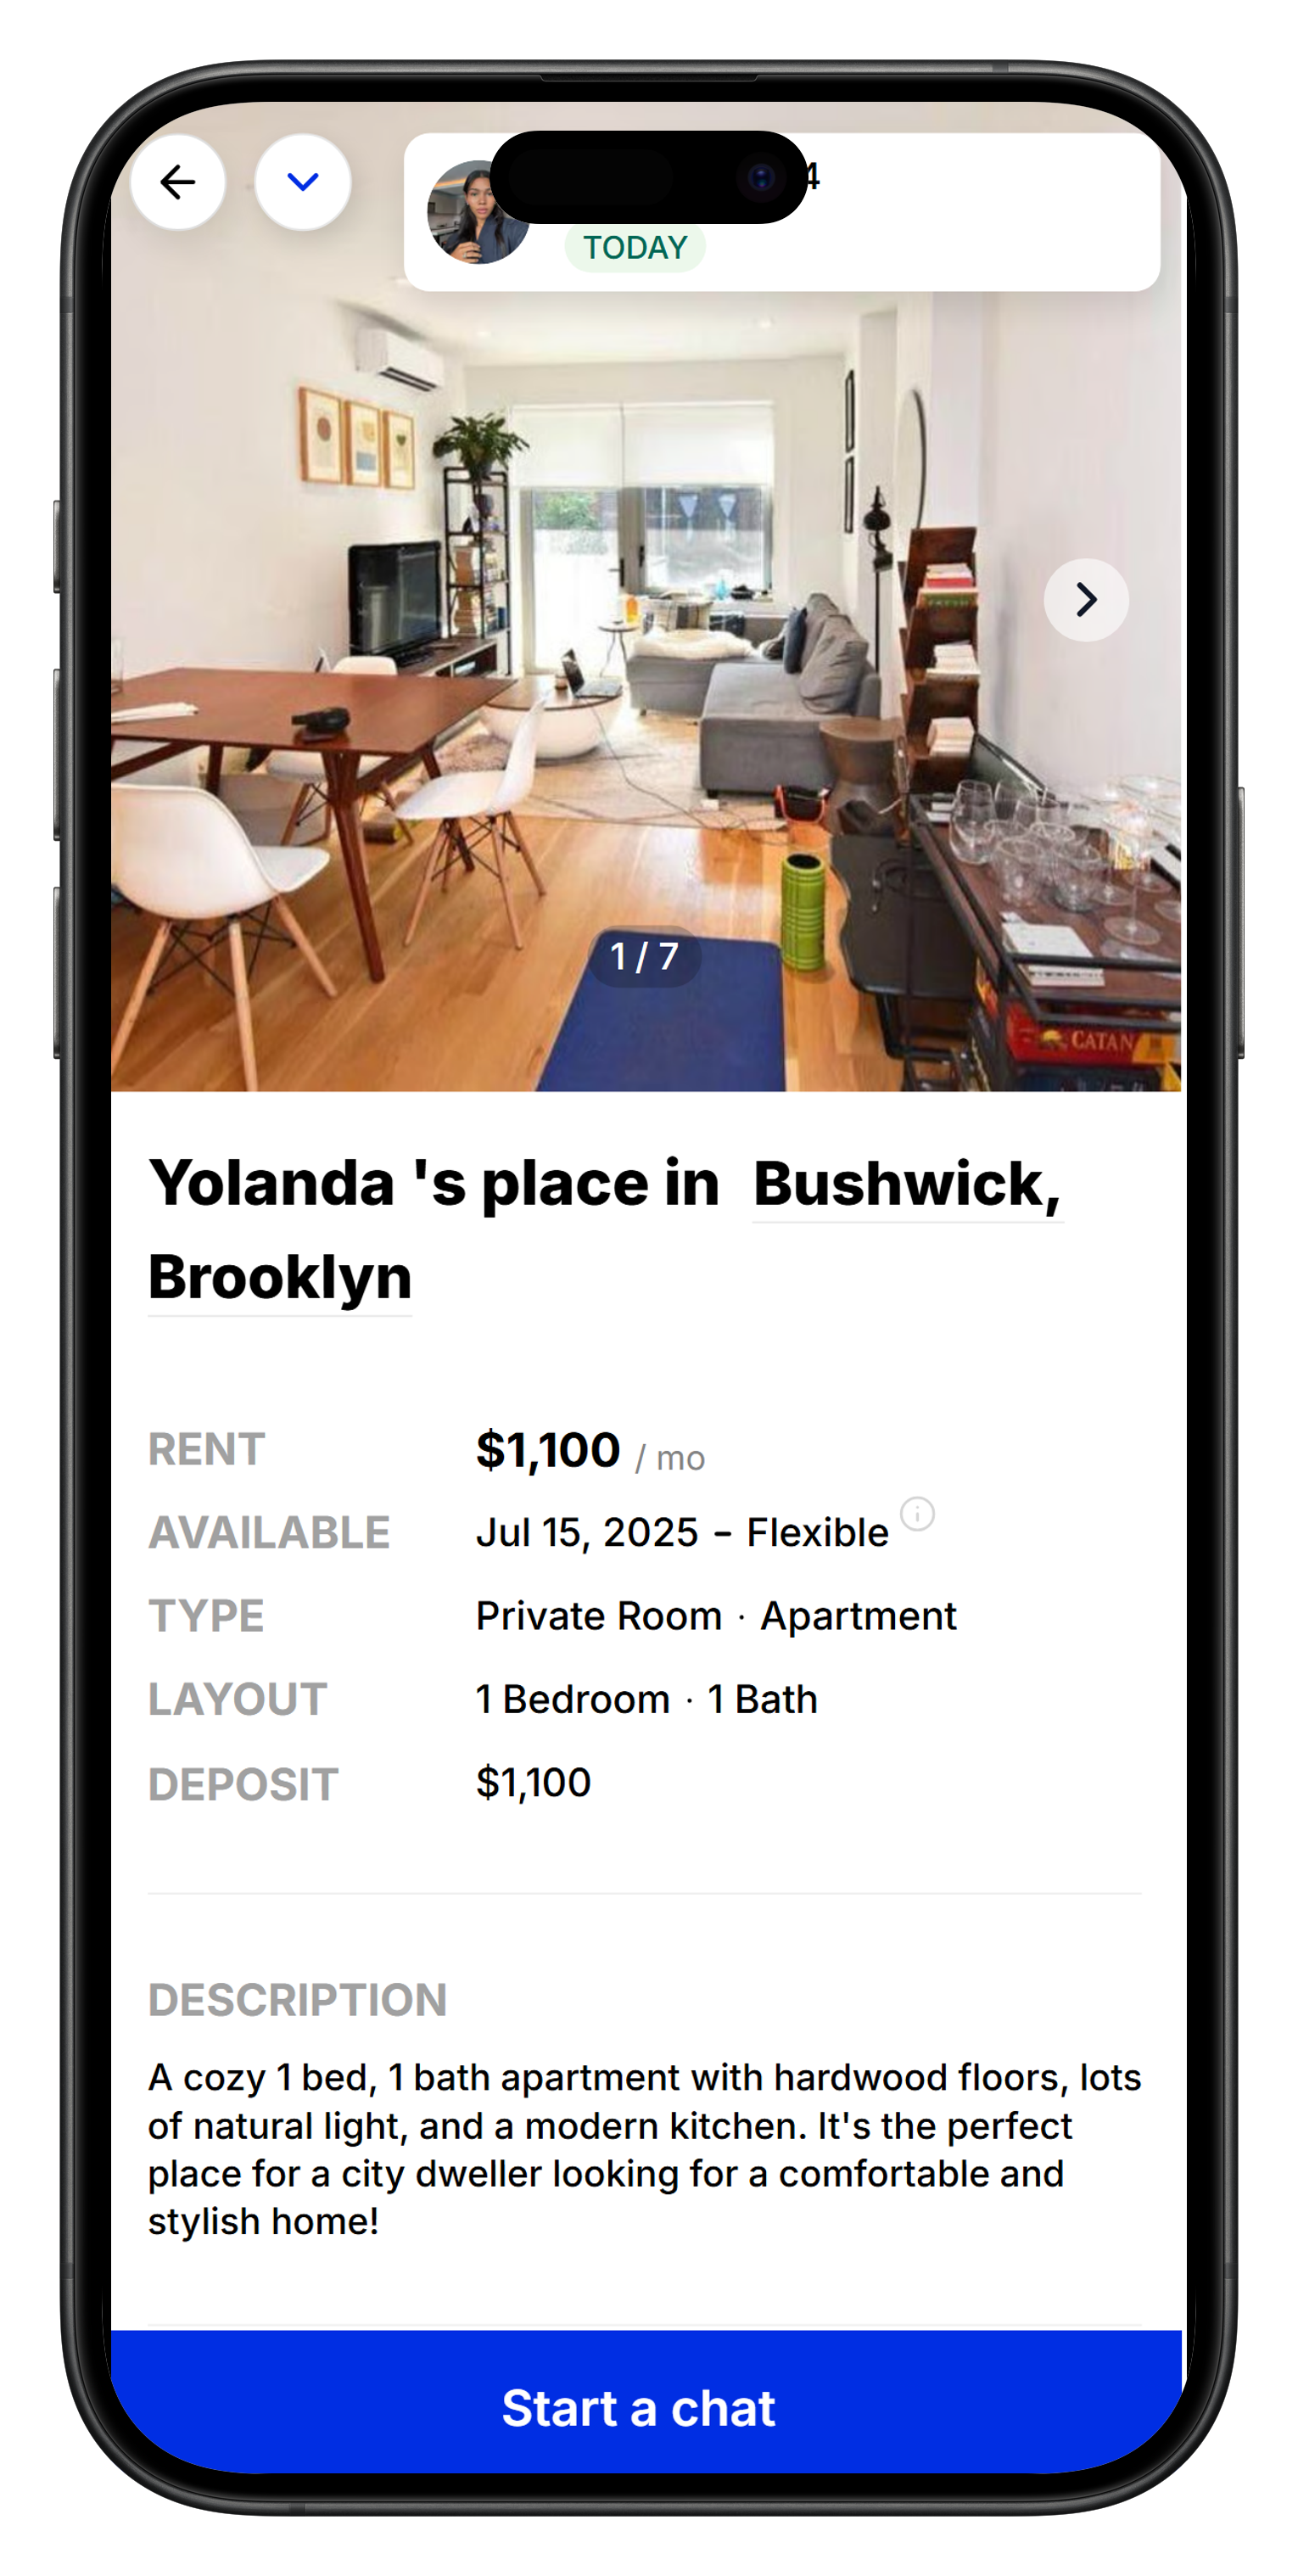 4
TODAY
CATAN
1 / 7
Yolanda 's place in Bushwick,
Brooklyn
RENT $1,100 / mo
AVAILABLE Jul 15, 2025 - Flexible
TYPE Private Room · Apartment
LAYOUT 1 Bedroom · 1 Bath
DEPOSIT $1,100
DESCRIPTION
A cozy 1 bed, 1 bath apartment with hardwood floors, lots
of natural light, and a modern kitchen. It's the perfect
place for a city dweller looking for a comfortable and
stylish home!
Start a chat